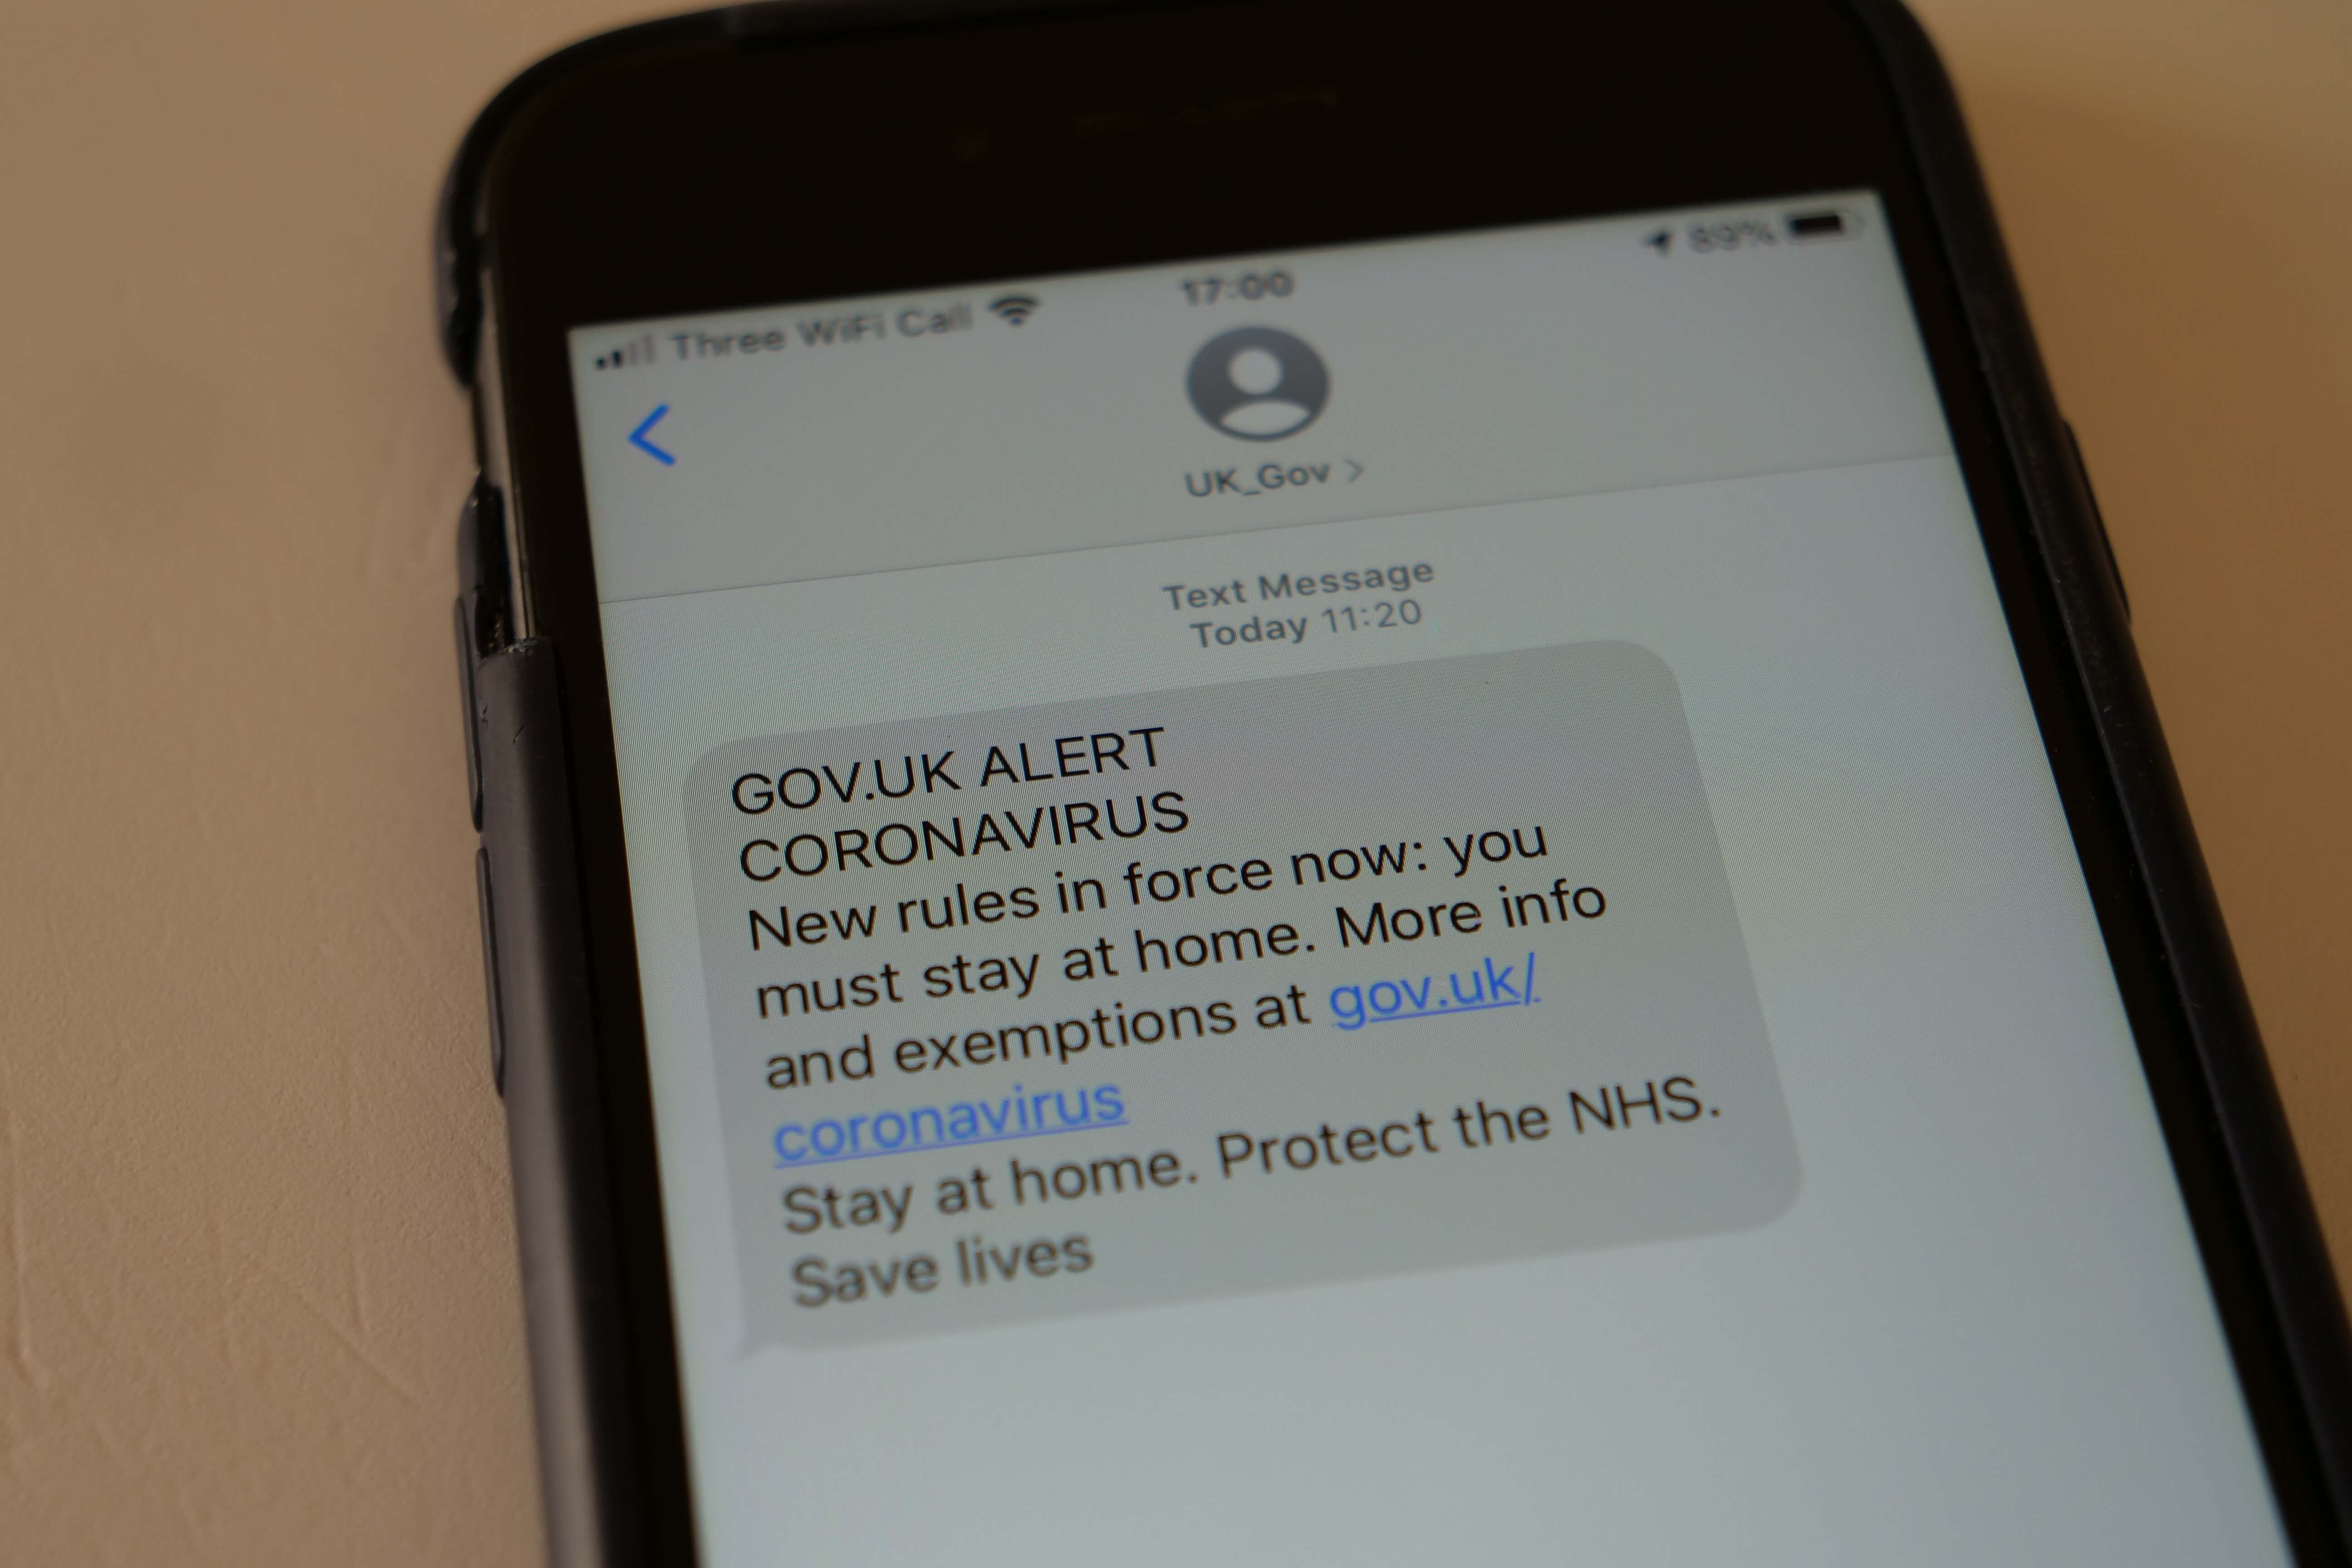 Three WiFi Call
17:00
89%
UK_Gov
Text Message
Today 11:20
GOV.UK ALERT
CORONAVIRUS
New rules in force now: you
must stay at home. More info
and exemptions at gov.uk/
coronavirus
Stay at home. Protect the NHS.
Save lives